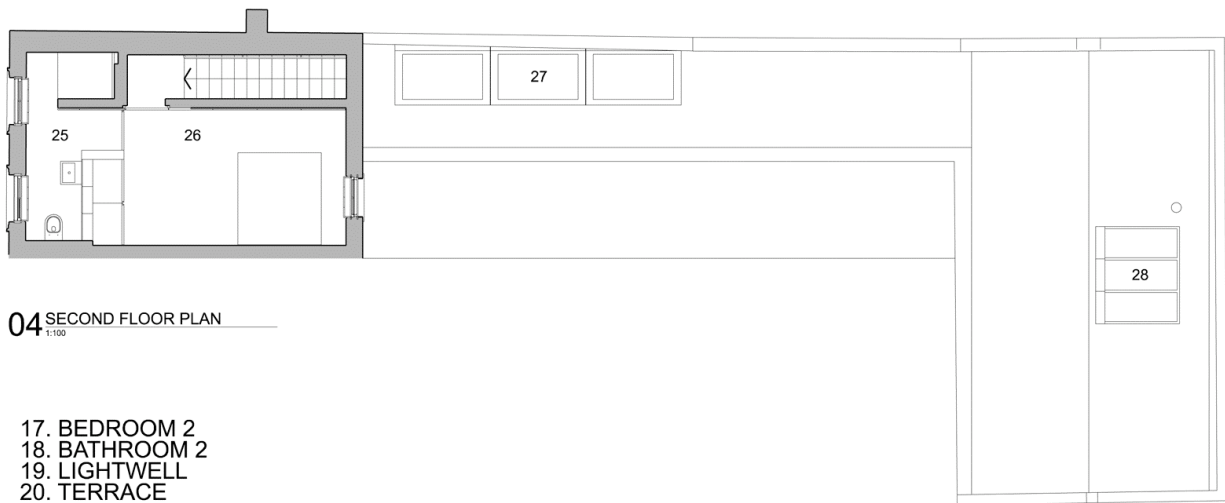 27
25
26
28
04 SECOND FLOOR PLAN
1:100
17. BEDROOM 2
18. BATHROOM 2
19. LIGHTWELL
20. TERRACE